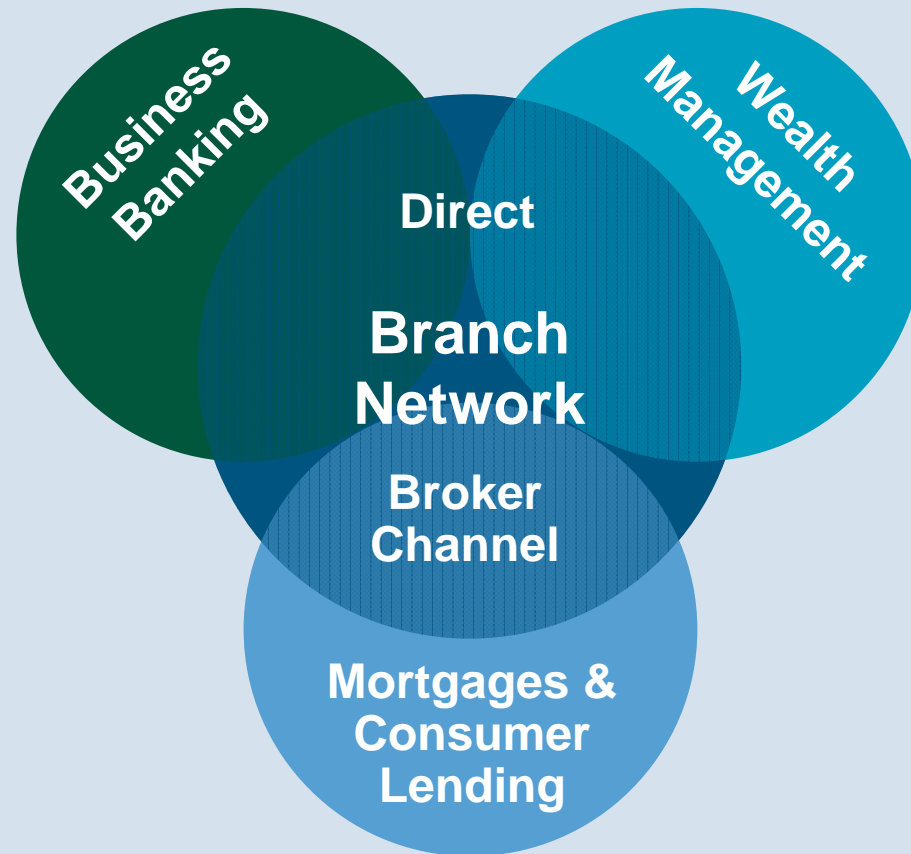 Business
Banking
Wealth
Management
Direct
Branch
Network
Broker
Channel
Mortgages &
Consumer
Lending